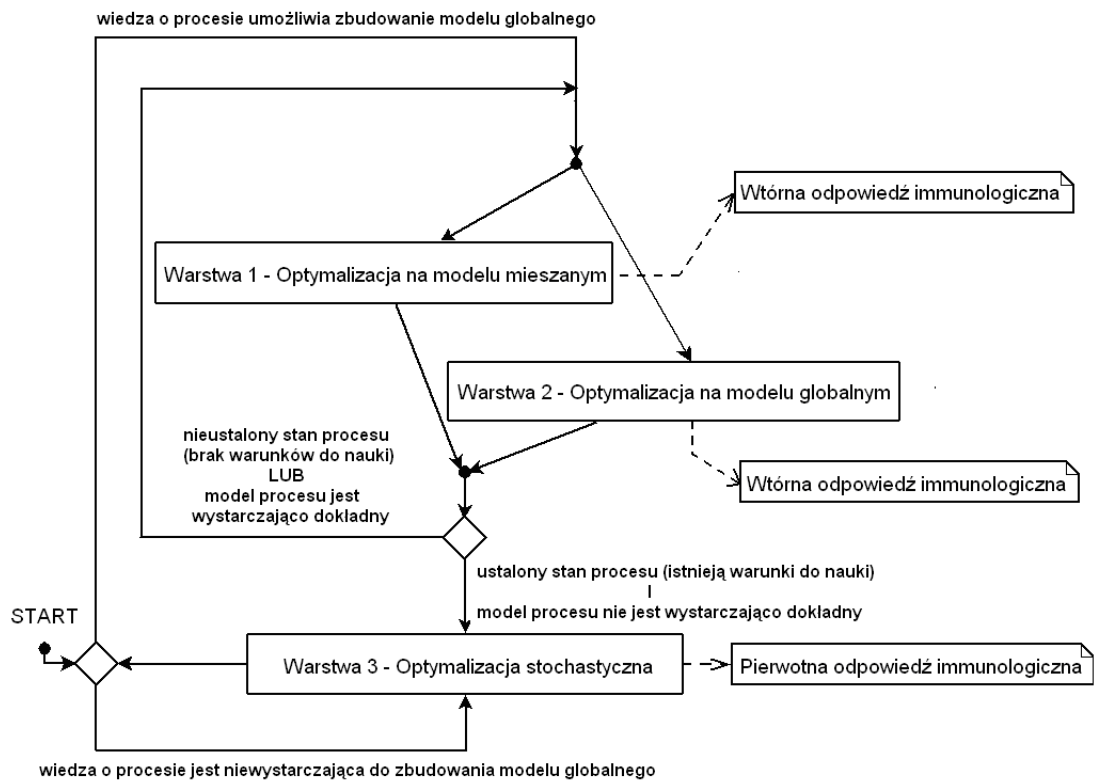 wiedza o procesie umożliwia zbudowanie modelu globalnego
Wtórna odpowiedź immunologiczna
Warstwa 1 - Optymalizacja na modelu mieszanym
Warstwa 2 - Optymalizacja na modelu globalnym
nieustalony stan procesu
(brak warunków do nauki)
LUB
model procesu jest
wystarczająco dokładny
Wtórna odpowiedź immunologiczna
ustalony stan procesu (istnieją warunki do nauki)
I
model procesu nie jest wystarczająco dokładny
START
Warstwa 3 - Optymalizacja stochastyczna
Pierwotna odpowiedź immunologiczna
wiedza o procesie jest niewystarczająca do zbudowania modelu globalnego